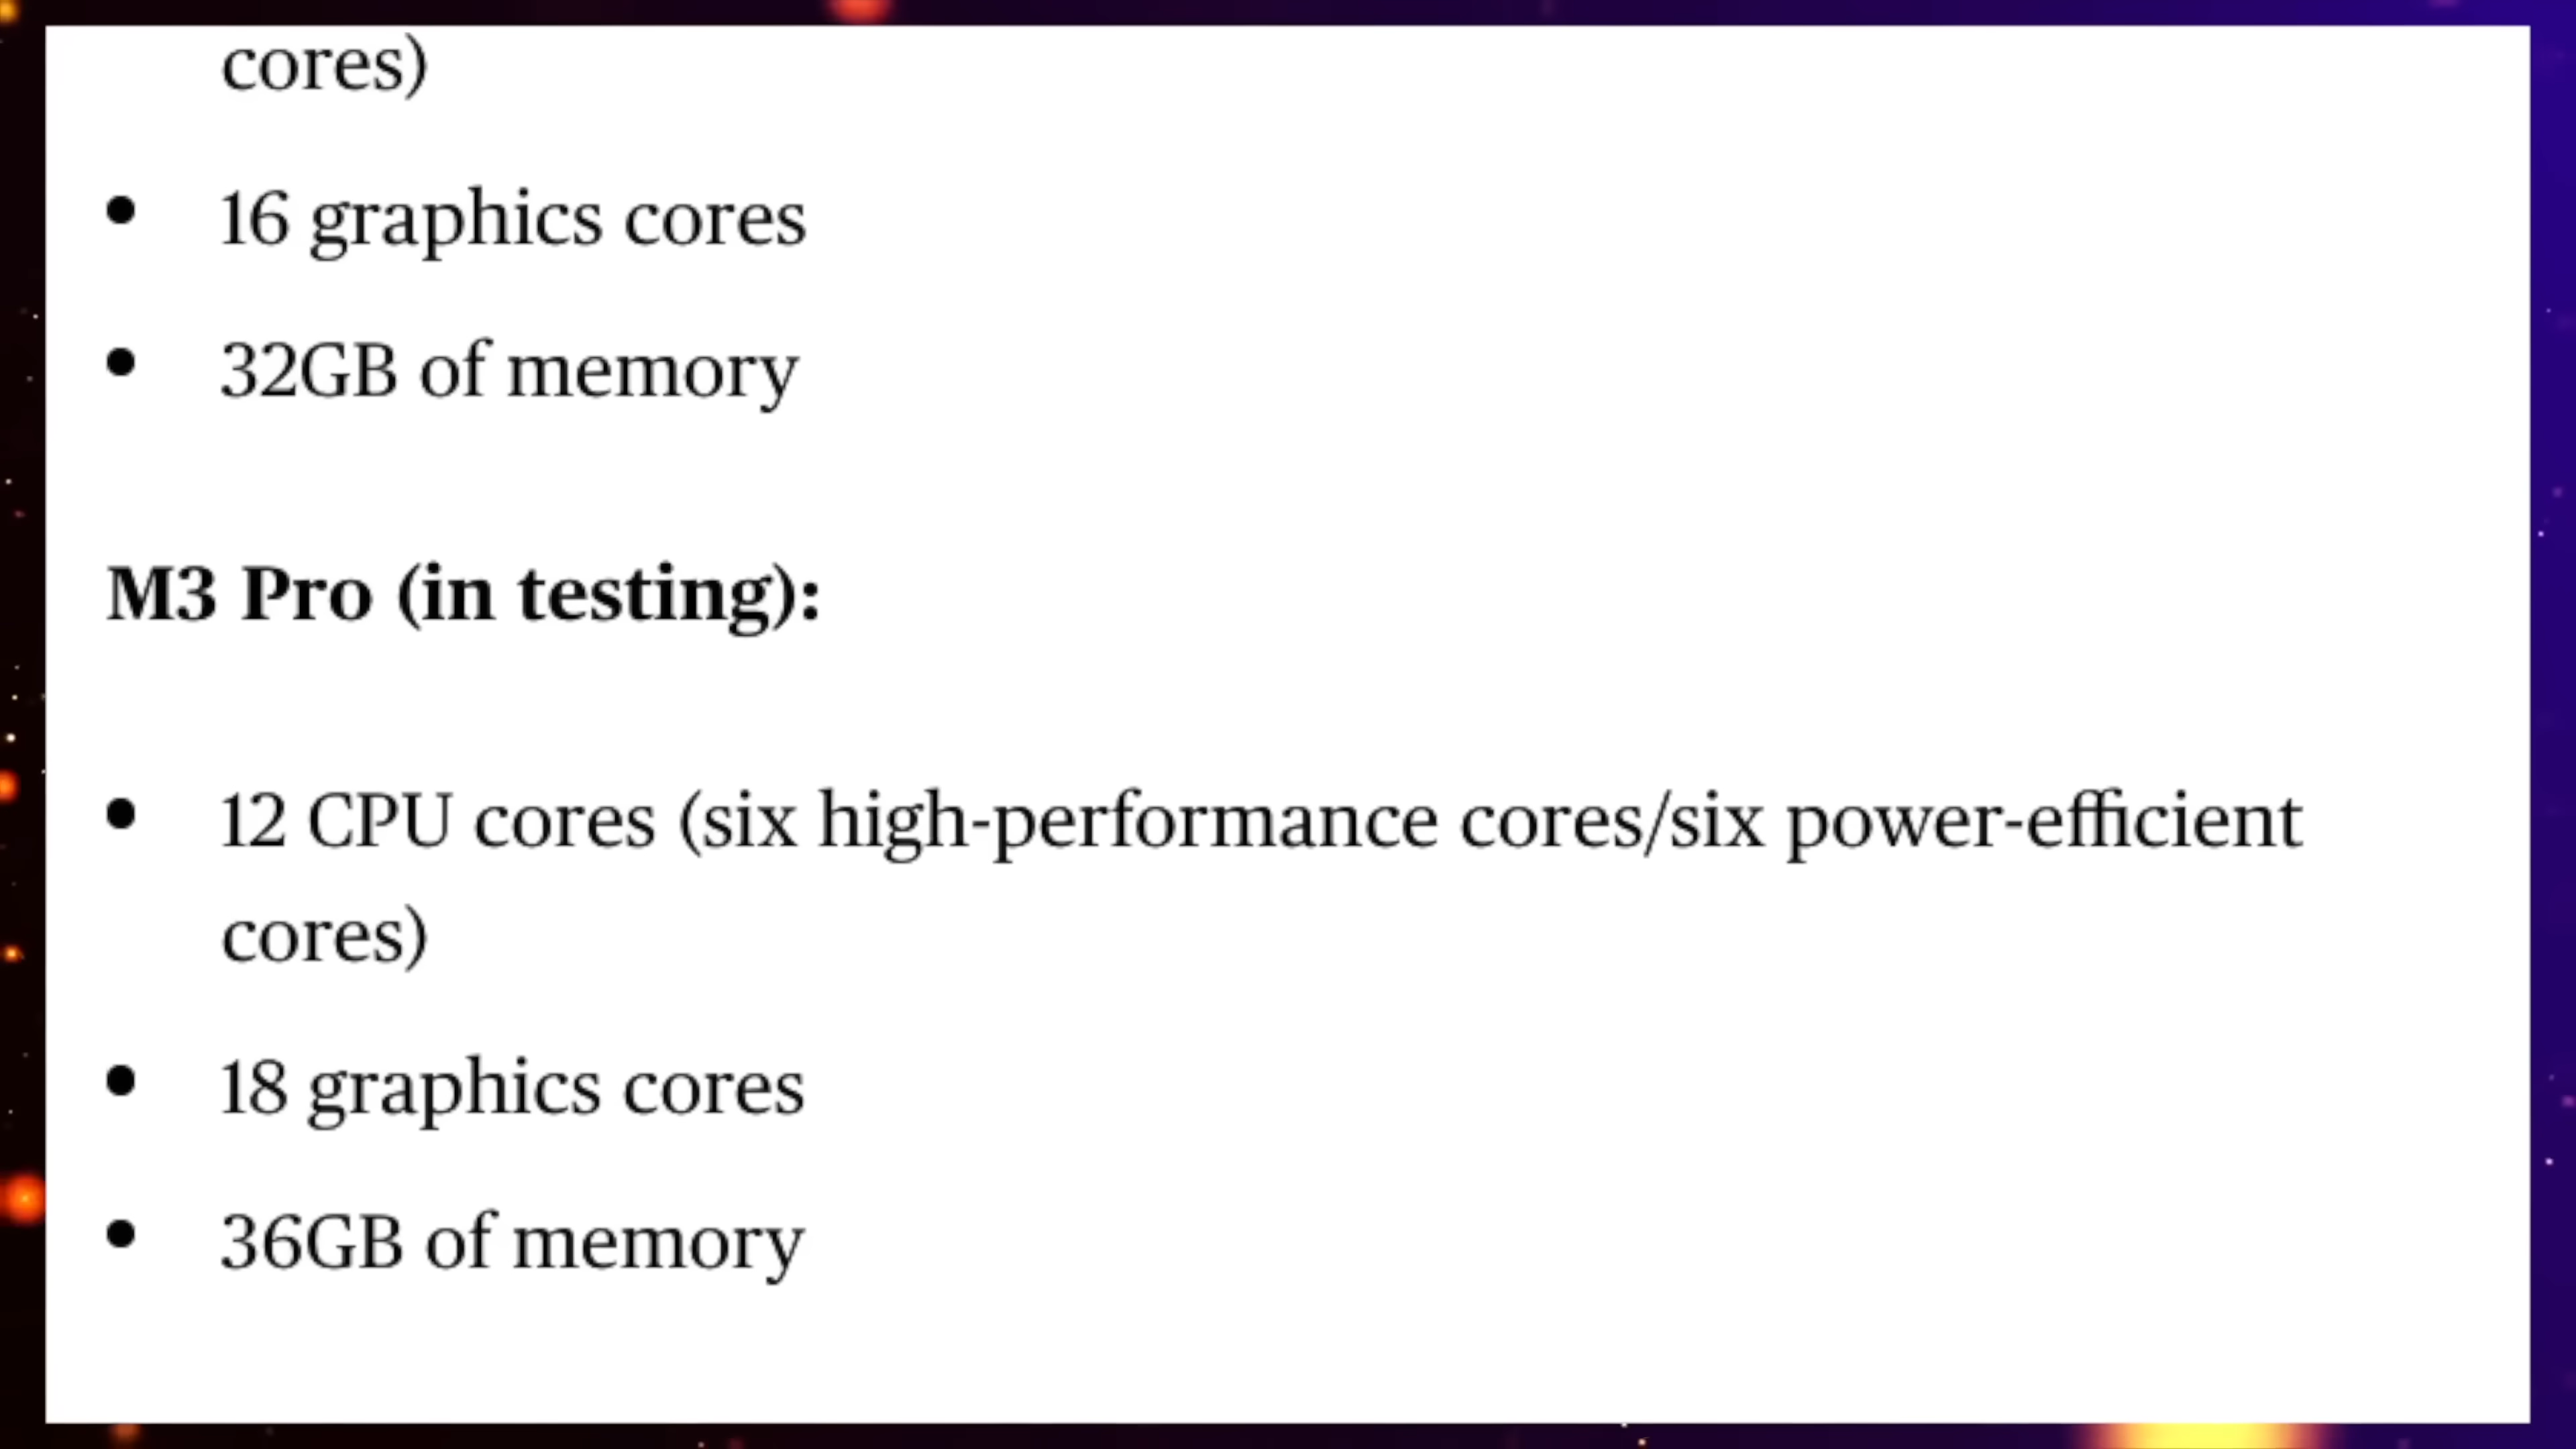 cores)
• 16 graphics cores
• 32GB of memory
M3 Pro (in testing):
• 12 CPU cores (six high-performance cores/six power-efficient
cores)
• 18 graphics cores
• 36GB of memory